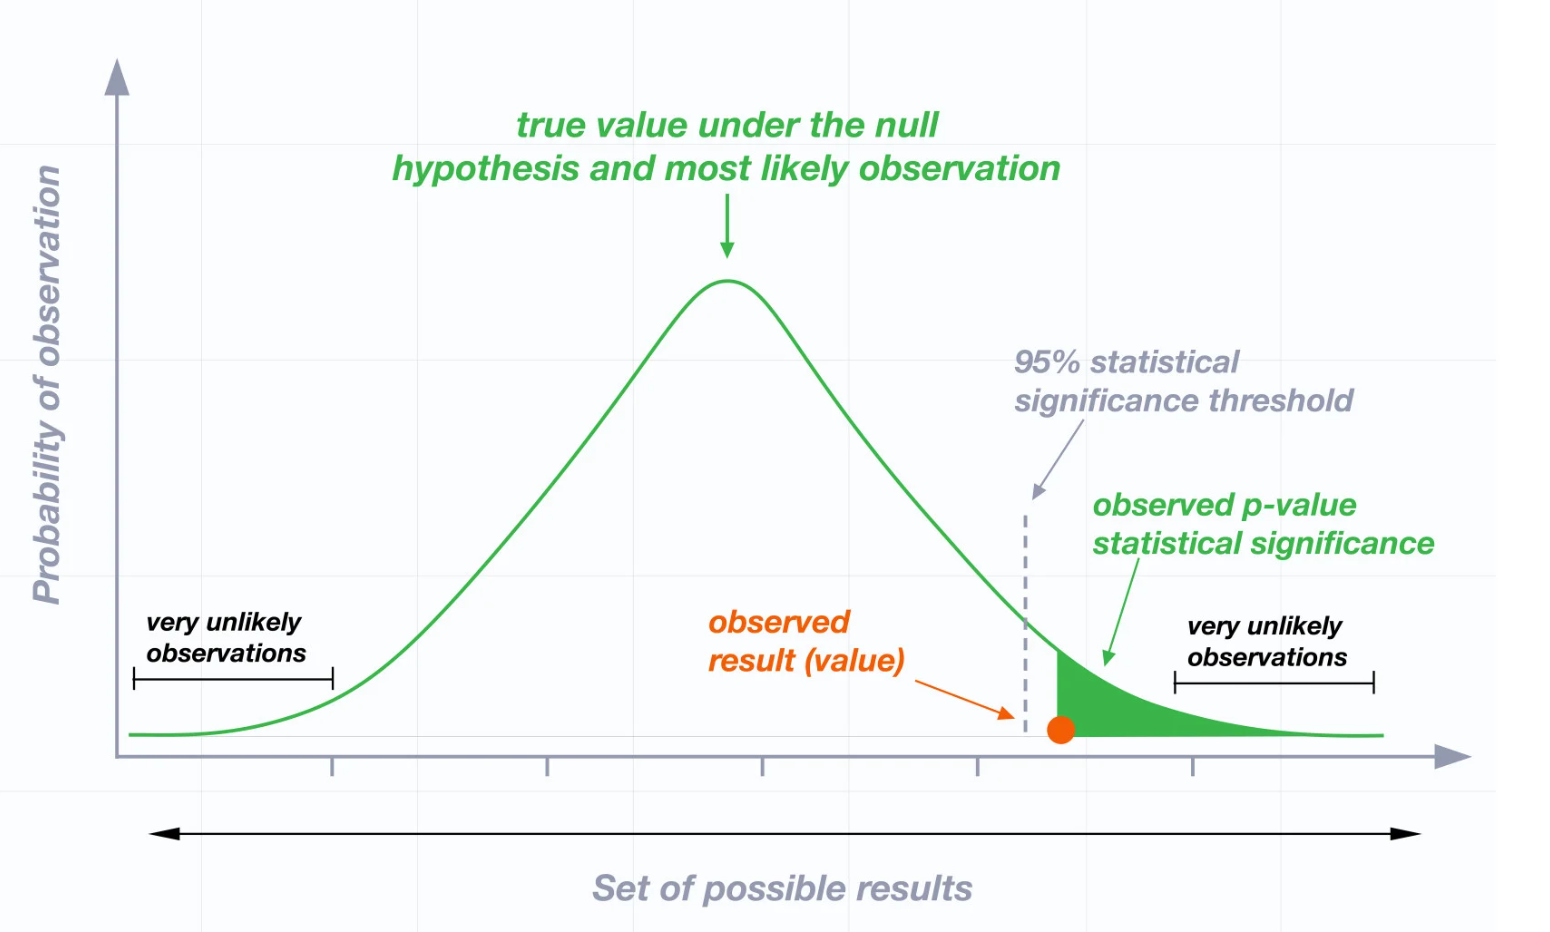 true value under the null
hypothesis and most likely observation
Probability of observation
95% statistical
significance threshold
observed p-value
statistical significance
very unlikely
observations
observed
result (value)
very unlikely
observations
Set of possible results